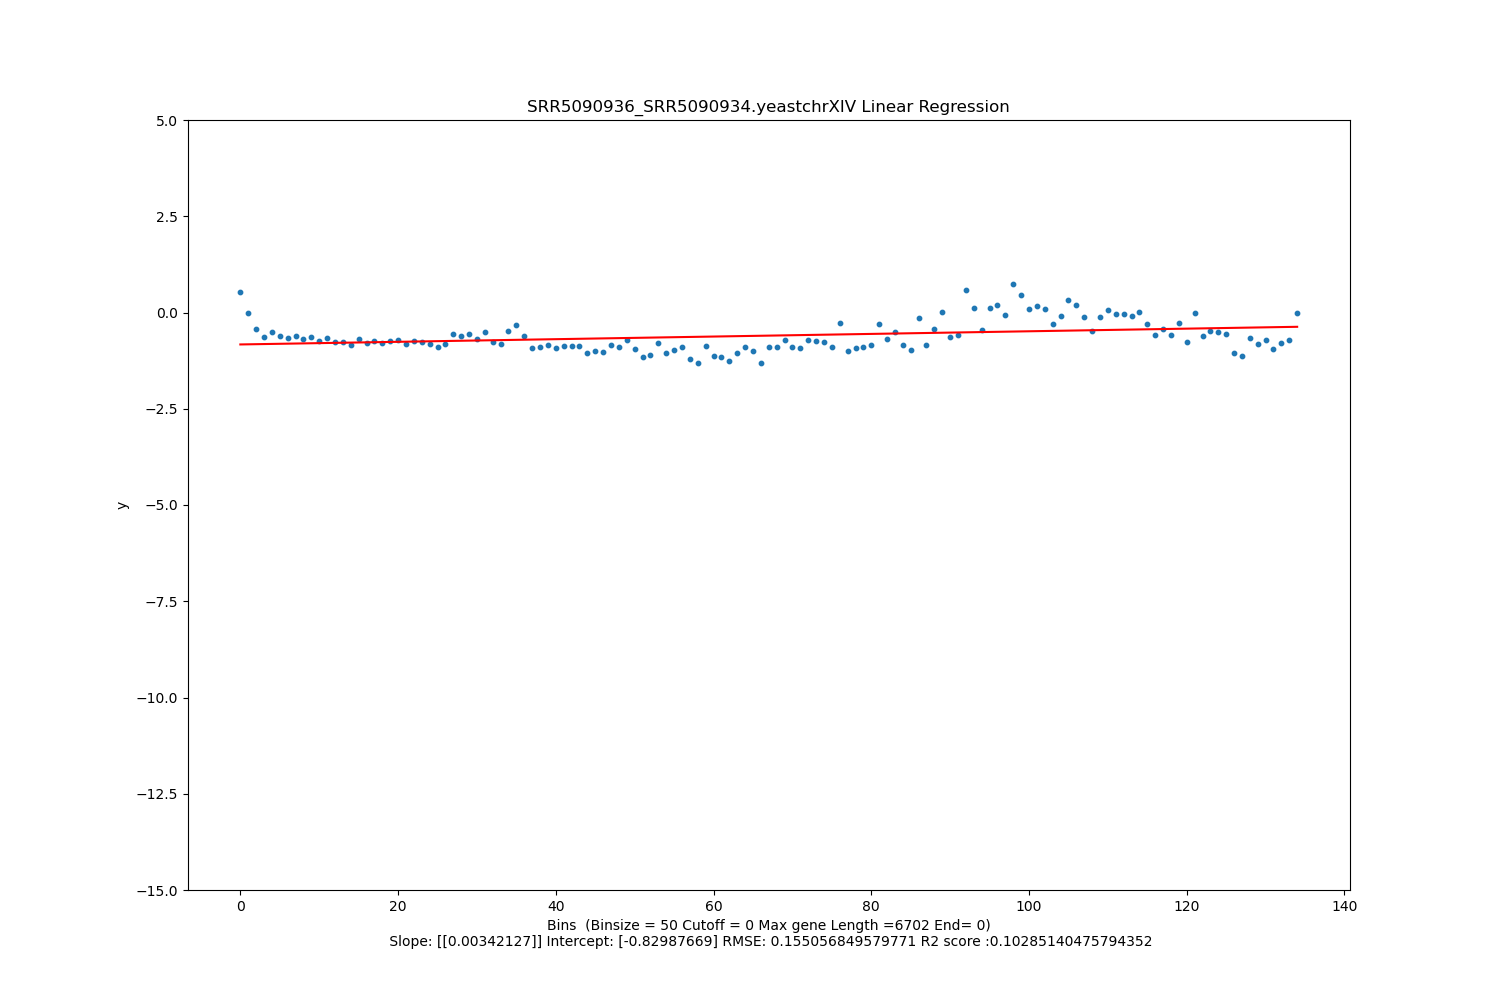 SRR5090936_SRR5090934.yeastchrXIV Linear Regression
5.0
2.5
0.0
−2.5
−5.0
−7.5
−10.0
−12.5
−15.0
y
0 20 40 60 80 100 120 140
Bins  (Binsize = 50 Cutoff = 0 Max gene Length =6702 End= 0)
Slope: [[0.00342127]] Intercept: [-0.82987669] RMSE: 0.155056849579771 R2 score :0.10285140475794352